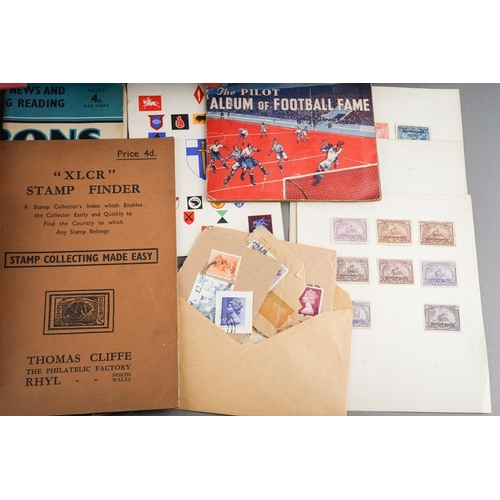 NEWS AND
G READING
PRICE
4d
RONS
The PILOT
ALBUM OF FOOTBALL FAME
Price 4d.
"XLCR"
STAMP FINDER
A Stamp Collector's Index which Enables
the Collector Easily and Quickly to
Find the Country to which
Any Stamp Belongs
STAMP COLLECTING MADE EASY
THOMAS CLIFFE
THE PHILATELIC FACTORY
RHYL - - NORTH WALES